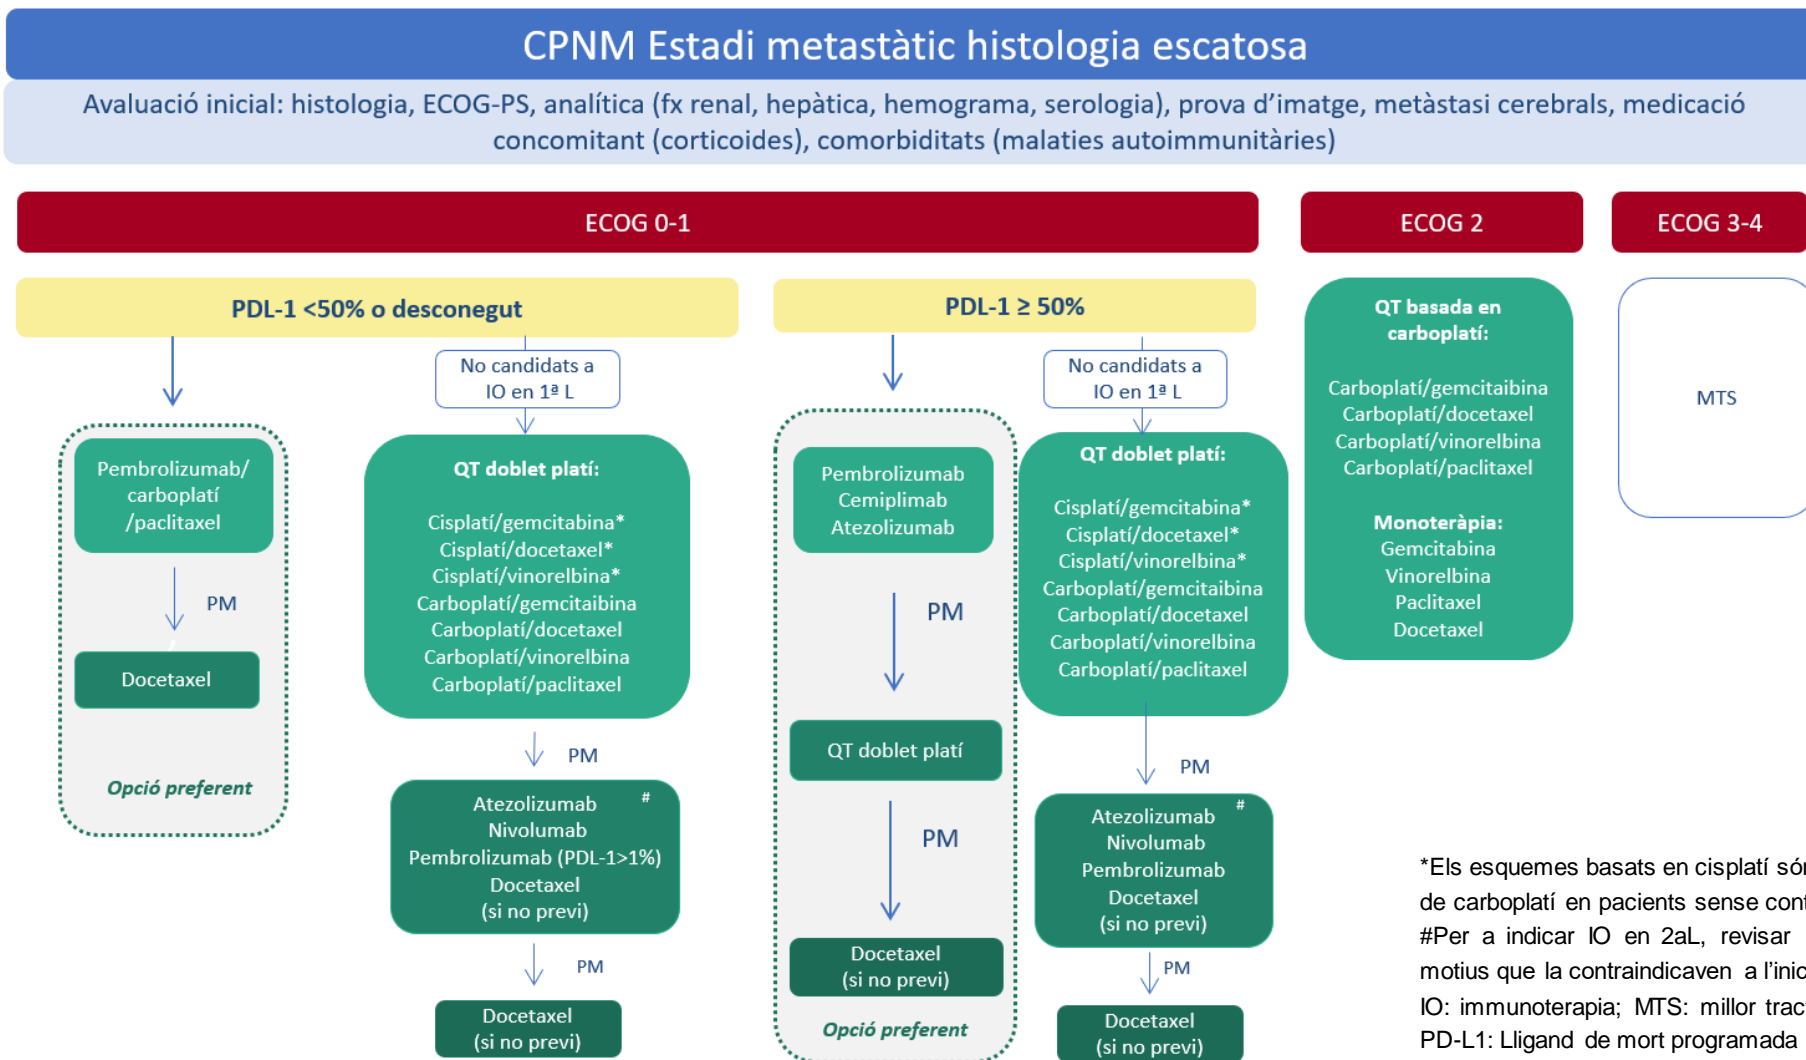 CPNM Estadi metastàtic histologia escatosa
Avaluació inicial: histologia, ECOG-PS, analítica (fx renal, hepàtica, hemograma, serologia), prova d'imatge, metàstasi cerebrals, medicació
concomitant (corticoides), comorbiditats (malaties autoimmunitàries)
ECOG 0-1
ECOG 2
ECOG 3-4
PDL-1 <50% o desconegut
Pembrolizumab/
carboplatí
/paclitaxel
PM
Docetaxel
Opció preferent
No candidats a
IO en 1ª L
QT doblet platí:
Cisplatí/gemcitabina*
Cisplatí/docetaxel*
Cisplatí/vinorelbina*
Carboplatí/gemcitaibina
Carboplatí/docetaxel
Carboplatí/vinorelbina
Carboplatí/paclitaxel
PM
Atezolizumab #
Nivolumab
Pembrolizumab (PDL-1>1%)
Docetaxel
(si no previ)
PM
Docetaxel
(si no previ)
PDL-1 ≥ 50%
Pembrolizumab
Cemiplimab
Atezolizumab
PM
QT doblet platí
PM
Docetaxel
(si no previ)
Opció preferent
No candidats a
IO en 1ª L
QT doblet platí:
Cisplatí/gemcitabina*
Cisplatí/docetaxel*
Cisplatí/vinorelbina*
Carboplatí/gemcitaibina
Carboplatí/docetaxel
Carboplatí/vinorelbina
Carboplatí/paclitaxel
PM
Atezolizumab #
Nivolumab
Pembrolizumab
Docetaxel
(si no previ)
PM
Docetaxel
(si no previ)
QT basada en
carboplatí:
Carboplatí/gemcitaibina
Carboplatí/docetaxel
Carboplatí/vinorelbina
Carboplatí/paclitaxel
Monoteràpia:
Gemcitabina
Vinorelbina
Paclitaxel
Docetaxel
MTS
*Els esquemes basats en cisplatí
de carboplatí en pacients sense
#Per a indicar IO en 2aL, revisar
motius que la contraindicaven a
IO: immunoterapia; MTS: millor
PD-L1: Lligand de mort programada